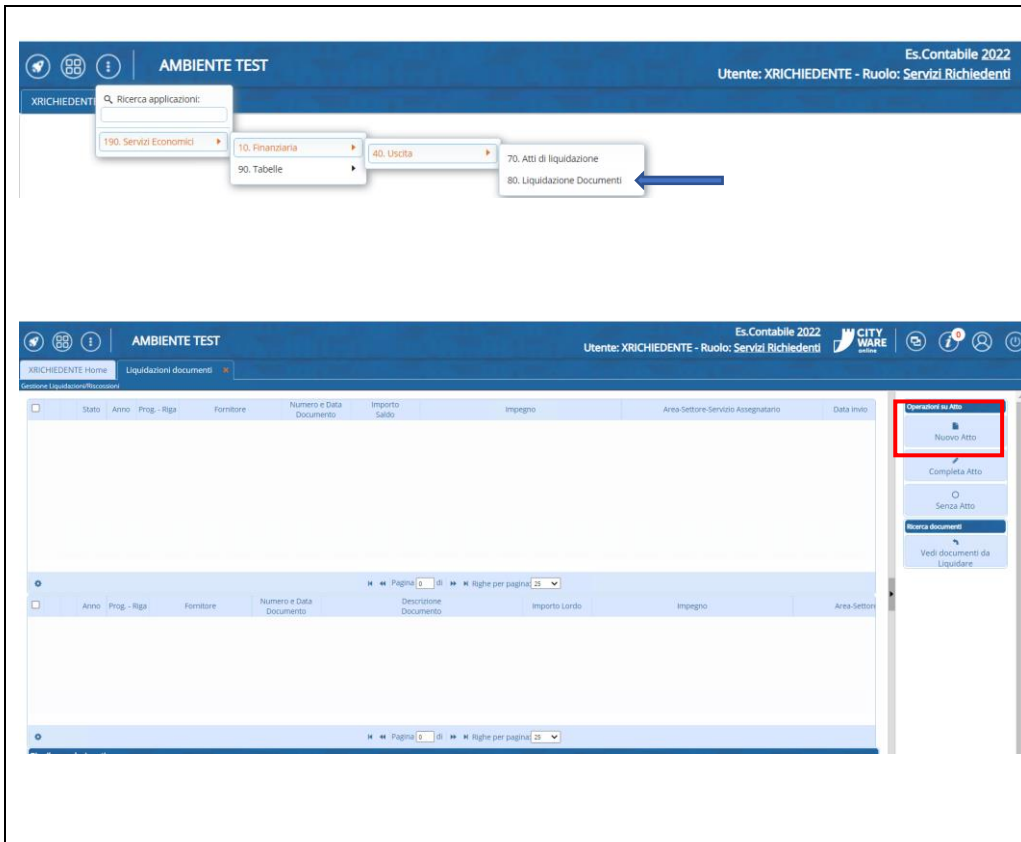 AMBIENTE TEST
Es.Contabile 2022
Utente: XRICHIEDENTE - Ruolo: Servizi Richiedenti
XRICHIEDENTE
Ricerca applicazioni:
190. Servizi Economici
10. Finanziaria
90. Tabelle
40. Uscita
70. Atti di liquidazione
80. Liquidazione Documenti
AMBIENTE TEST
Es.Contabile 2022
Utente: XRICHIEDENTE - Ruolo: Servizi Richiedenti
CITY
WARE
online
0
XRICHIEDENTE Home
Liquidazioni documenti
Gestione Liquidazioni/Riscossioni
Stato Anno Prog. - Riga Fornitore Numero e Data Documento Importo Saldo Impegno Area-Settore-Servizio Assegnatario Data invio
Operazioni su Atto
Nuovo Atto
Completa Atto
Senza Atto
Ricerca documenti
Vedi documenti da
Liquidare
Pagina 0 di Righe per pagina: 25
Anno Prog. - Riga Fornitore Numero e Data Documento Descrizione Documento Importo Lordo Impegno Area-Settore
Pagina 0 di Righe per pagina: 25